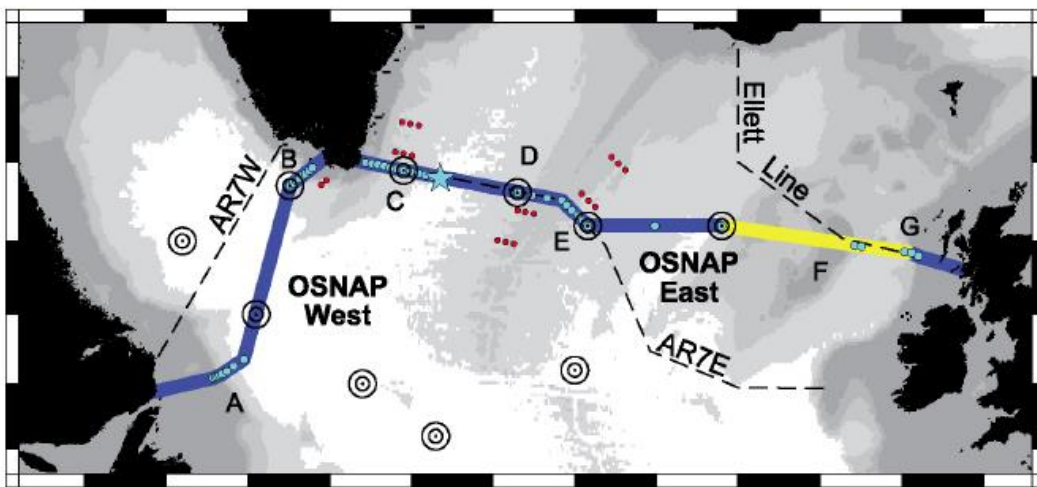 Ellett
Line
AR7W
B
C
D
E
F
G
OSNAP
West
OSNAP
East
AR7E
A